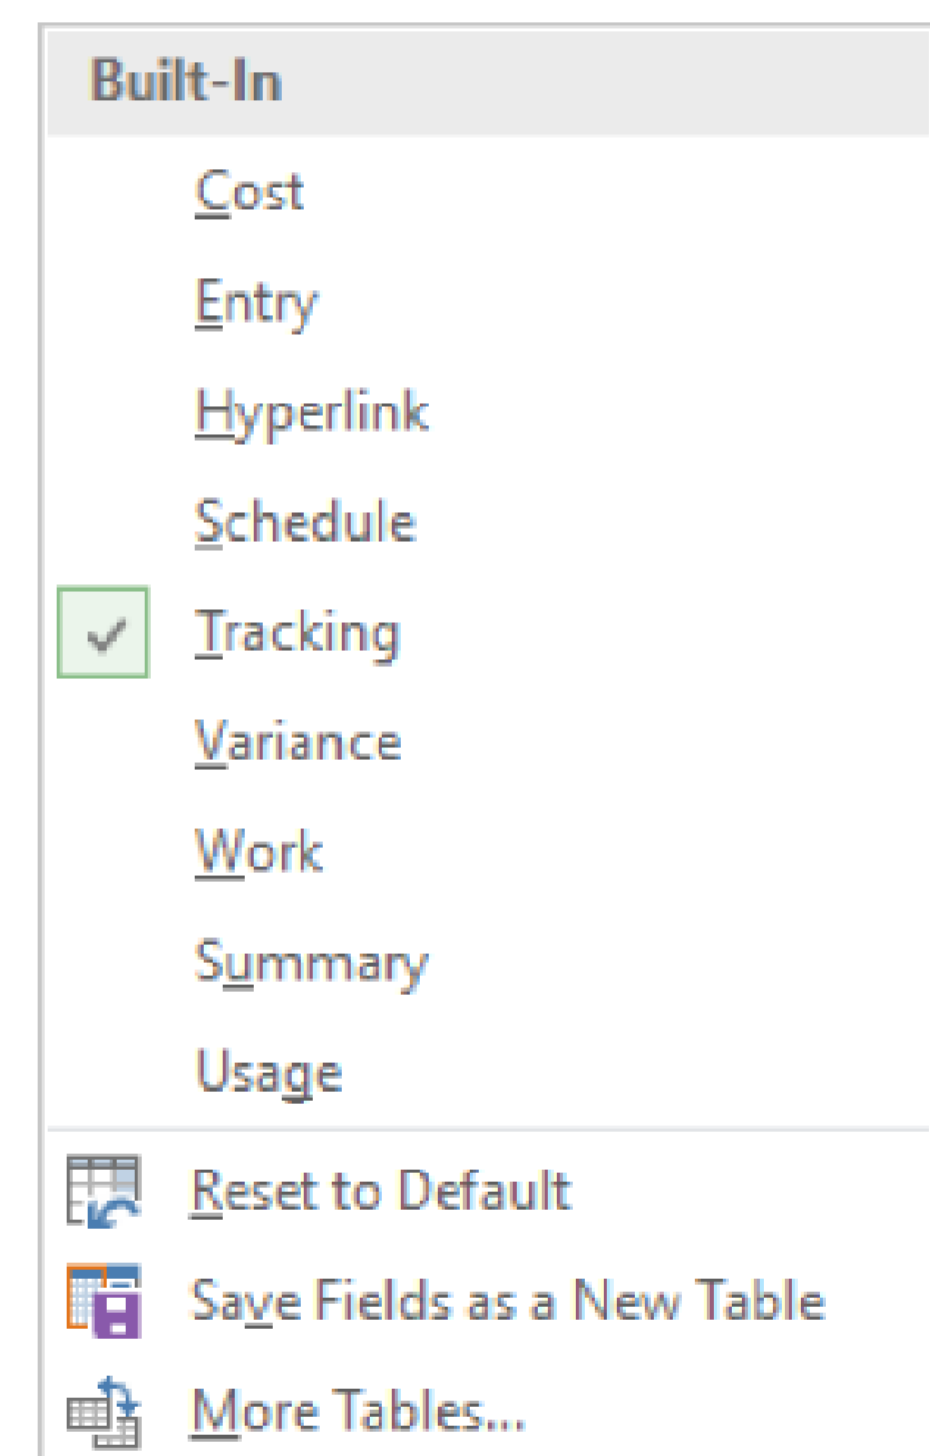 Built-In
Cost
Entry
Hyperlink
Schedule
Tracking
Variance
Work
Summary
Usage
Reset to Default
Save Fields as a New Table
More Tables...